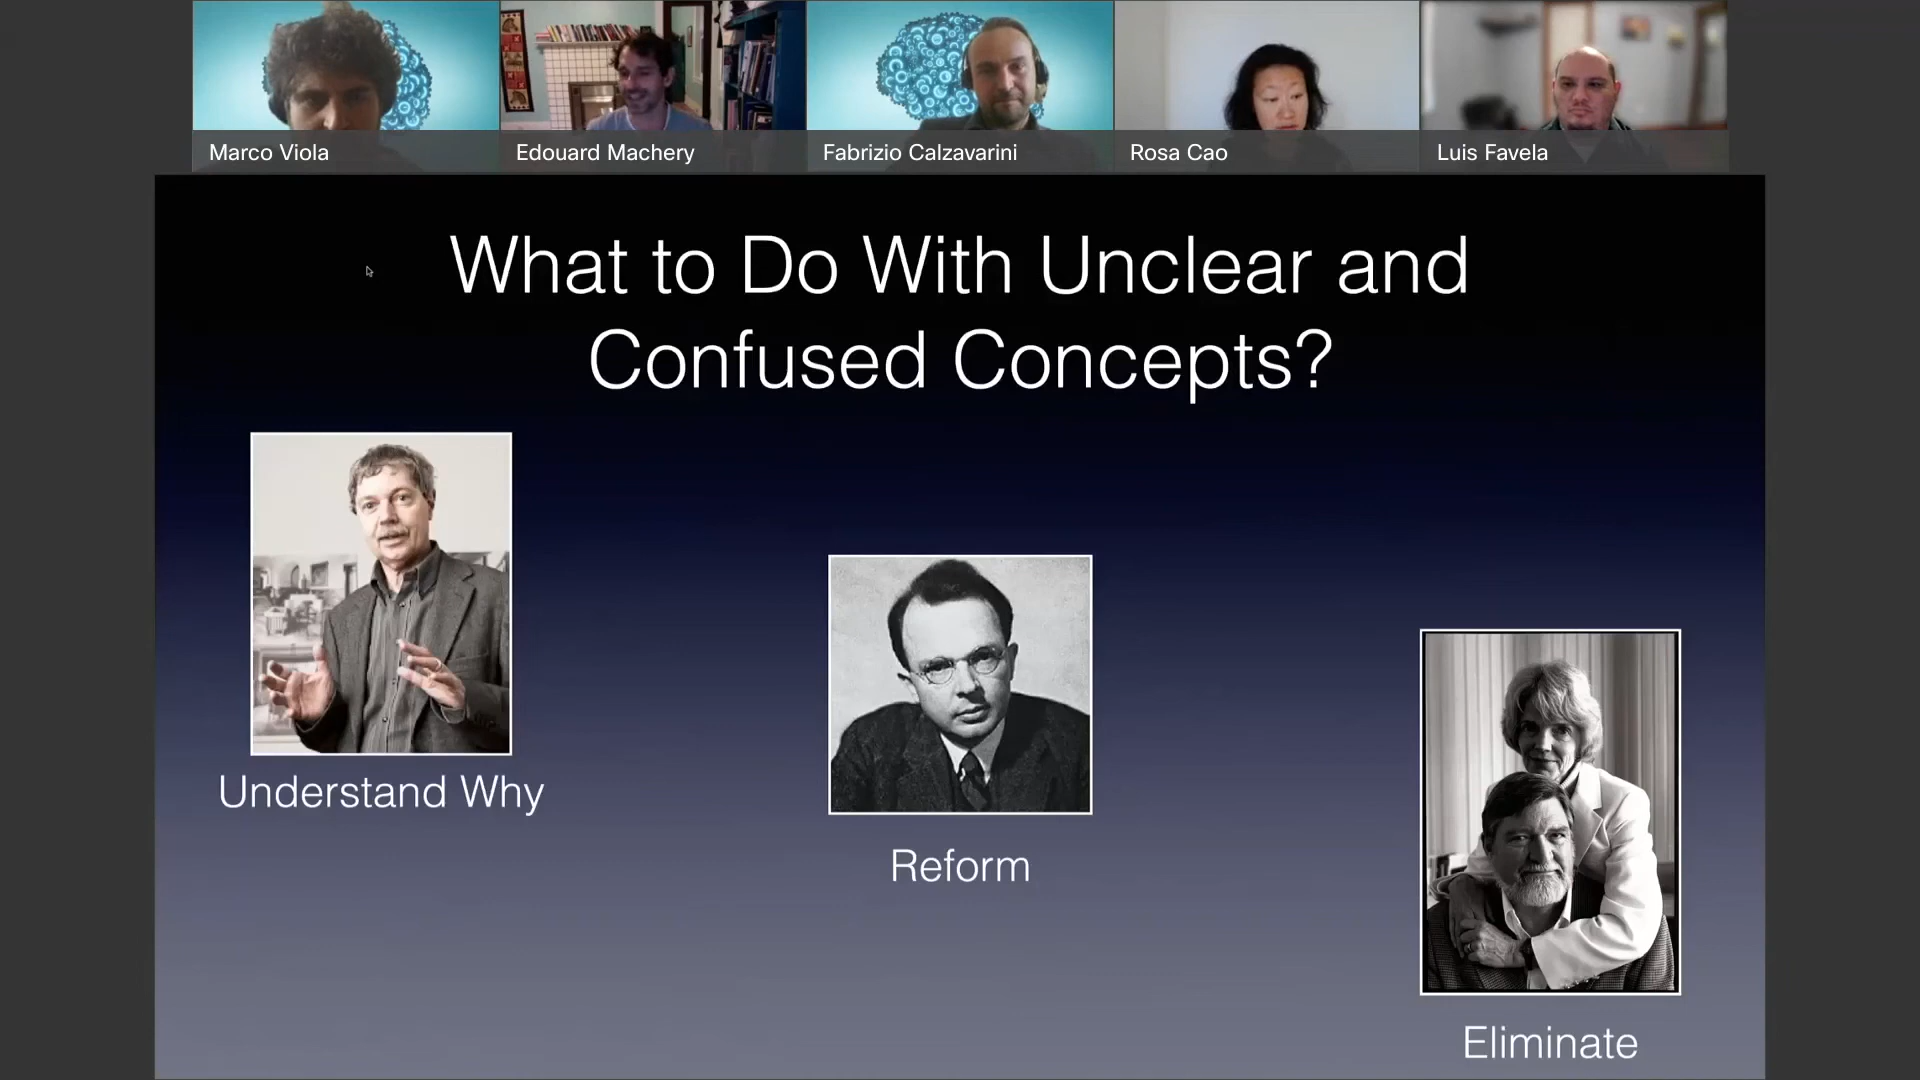 Marco Viola
Edouard Machery
Fabrizio Calzavarini
Rosa Cao
Luis Favela
What to Do With Unclear and
Confused Concepts?
Understand Why
Reform
Eliminate